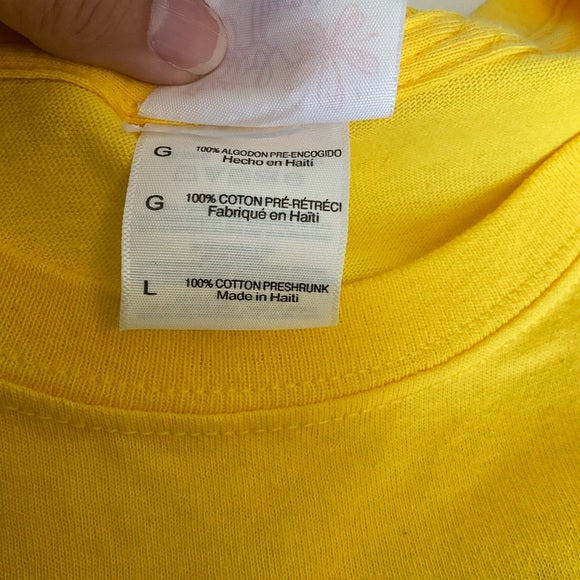 G 100% ALGODON PRE-ENCOGIDO
Hecho en Haiti
G 100% COTON PRÉ-RÉTRÉCI
Fabriqué en Haïti
L 100% COTTON PRESHRUNK
Made in Haiti